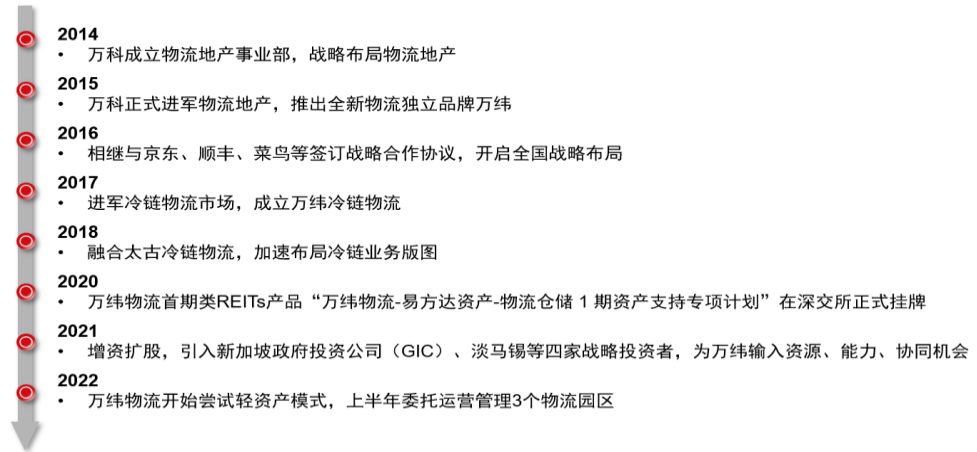 2014
• 万科成立物流地产事业部，战略布局物流地产
2015
• 万科正式进军物流地产，推出全新物流独立品牌万纬
2016
• 相继与京东、顺丰、菜鸟等签订战略合作协议，开启全国战略布局
2017
• 进军冷链物流市场，成立万纬冷链物流
2018
• 融合太古冷链物流，加速布局冷链业务版图
2020
• 万纬物流首期类REITs产品“万纬物流-易方达资产-物流仓储 1 期资产支持专项计划”在深交所正式挂牌
2021
• 增资扩股，引入新加坡政府投资公司（GIC）、淡马锡等四家战略投资者，为万纬输入资源、能力、协同机会
2022
• 万纬物流开始尝试轻资产模式，上半年委托运营管理3个物流园区